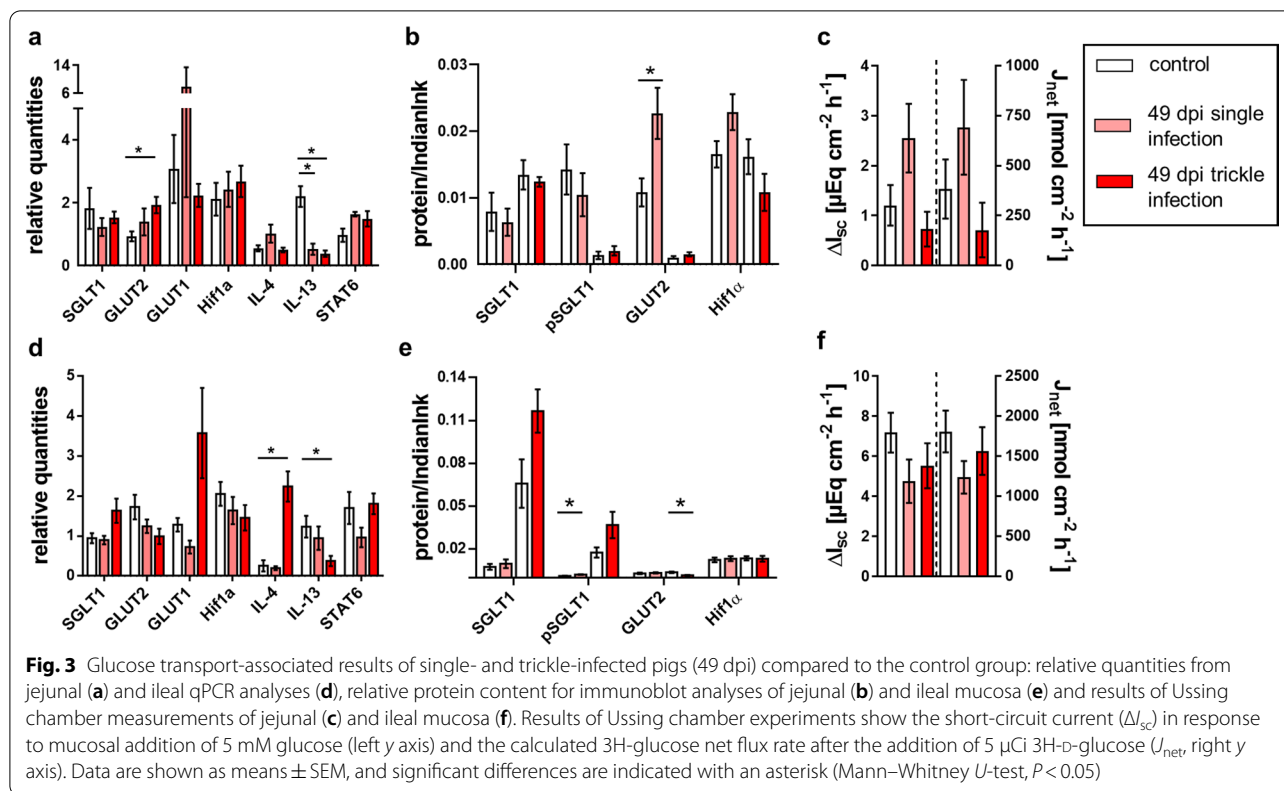 a
relative quantities
14
6
4
2
0
*
*
*
SGLT1
GLUT2
GLUT1
Hif1a
IL-4
IL-13
STAT6
b
protein/IndianInk
0.03
0.02
0.01
0.00
*
SGLT1
pSGLT1
GLUT2
Hif1α
c
ΔIsc [µEq cm-2 h-1]
4
3
2
1
0
1000
750
500
250
0
Jnet [nmol cm-2 h-1]
control
49 dpi single
infection
49 dpi trickle
infection
d
relative quantities
5
4
3
2
1
0
*
*
SGLT1
GLUT2
GLUT1
Hif1a
IL-4
IL-13
STAT6
e
protein/IndianInk
0.14
0.11
0.08
0.05
0.02
*
*
SGLT1
pSGLT1
GLUT2
Hif1α
f
ΔIsc [µEq cm-2 h-1]
10
8
6
4
2
0
2500
2000
1500
1000
500
0
Jnet [nmol cm-2 h-1]
Fig. 3 Glucose transport-associated results of single- and trickle-infected pigs (49 dpi) compared to the control group: relative quantities from
jejunal (a) and ileal qPCR analyses (d), relative protein content for immunoblot analyses of jejunal (b) and ileal mucosa (e) and results of Ussing
chamber measurements of jejunal (c) and ileal mucosa (f). Results of Ussing chamber experiments show the short-circuit current (ΔIsc) in response
to mucosal addition of 5 mM glucose (left y axis) and the calculated 3H-glucose net flux rate after the addition of 5 µCi 3H-D-glucose (Jnet, right y
axis). Data are shown as means ± SEM, and significant differences are indicated with an asterisk (Mann–Whitney U-test, P < 0.05)